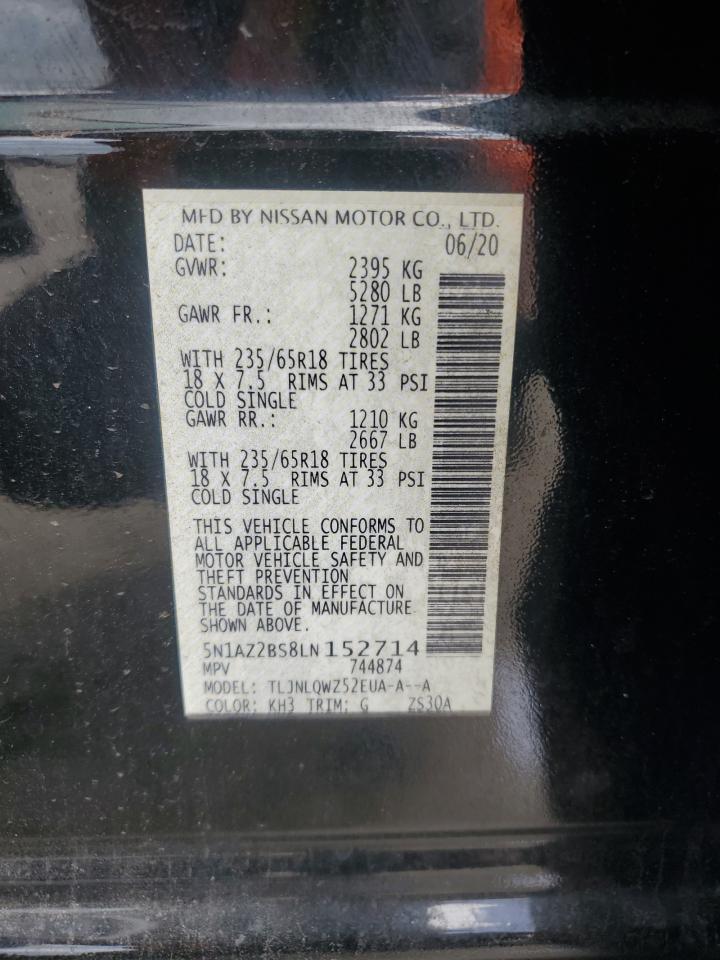 MFD BY NISSAN MOTOR CO., LTD.
DATE: 06/20
GVWR: 2395 KG
5280 LB
GAWR FR.: 1271 KG
2802 LB
WITH 235/65R18 TIRES
18 X 7.5 RIMS AT 33 PSI
COLD SINGLE
GAWR RR.: 1210 KG
2667 LB
WITH 235/65R18 TIRES
18 X 7.5 RIMS AT 33 PSI
COLD SINGLE
THIS VEHICLE CONFORMS TO
ALL APPLICABLE FEDERAL
MOTOR VEHICLE SAFETY AND
THEFT PREVENTION
STANDARDS IN EFFECT ON
THE DATE OF MANUFACTURE
SHOWN ABOVE.
5N1AZ2BS8LN 152714
MPV 744874
MODEL: TLJNLQWZ52EUA-A--A
COLOR: KH3 TRIM: G ZS30A